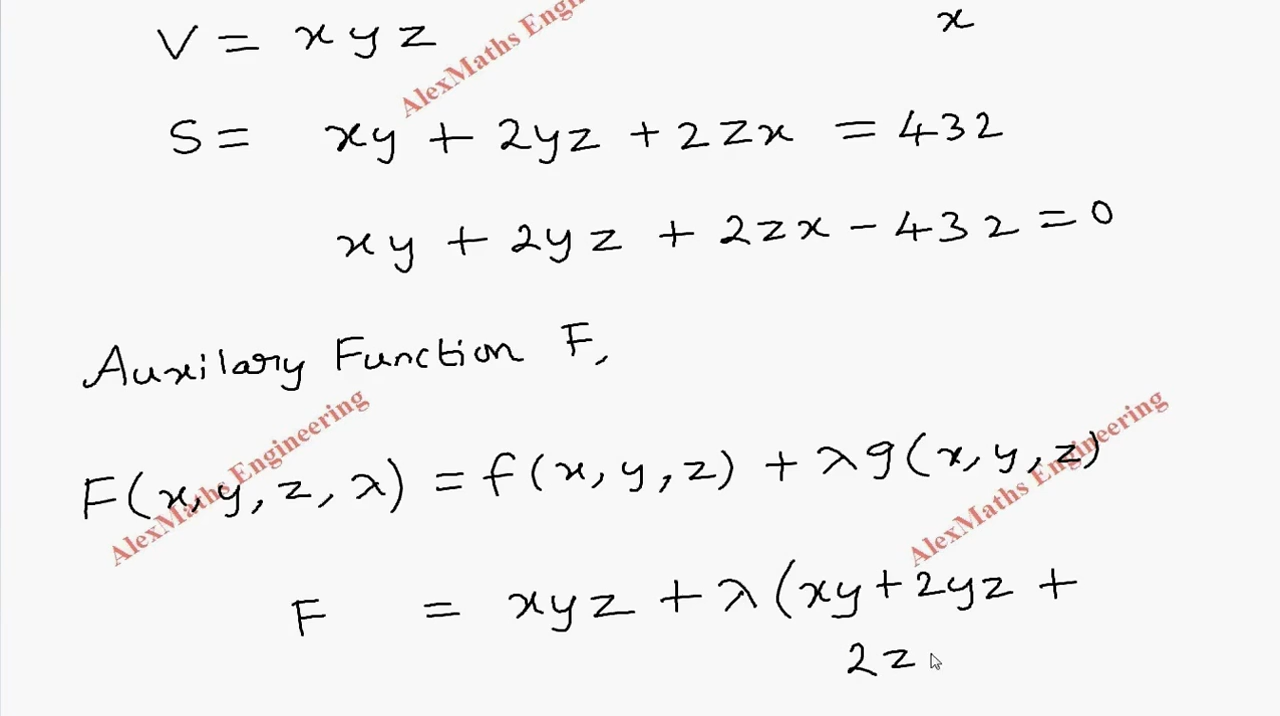 x
V = xyz
AlexMaths Engi
S = xy + 2yz + 2zx = 432
xy + 2yz + 2zx - 432 = 0
Auxilary Function F,
AlexMaths Engineering
AlexMaths Engineering
F(x, y, z, λ) = f(x, y, z) + λg(x, y, z)
F = xyz + λ(xy + 2yz +
2z